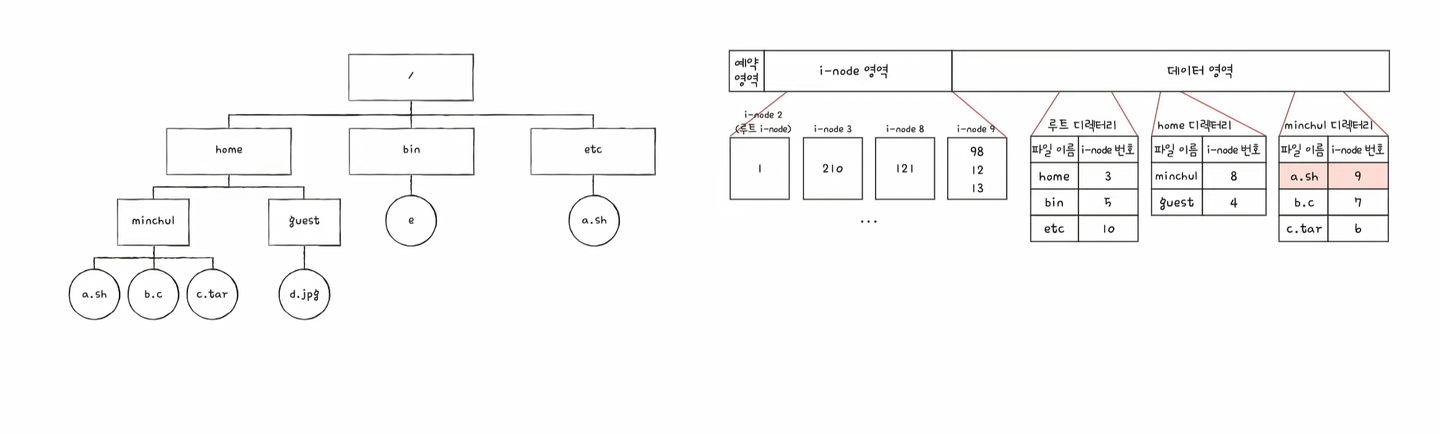 /
home
bin
etc
minchul
guest
e
a.sh
a.sh
b.c
c.tar
d.jpg
예약
영역
i-node 영역
데이터 영역
i-node 2
(루트 i-node)
i-node 3
i-node 8
i-node 9
1
210
121
98
12
13
...
루트 디렉터리
파일 이름 i-node 번호
home 3
bin 5
etc 10
home 디렉터리
파일 이름 i-node 번호
minchul 8
guest 4
minchul 디렉터리
파일 이름 i-node 번호
a.sh 9
b.c 7
c.tar 6